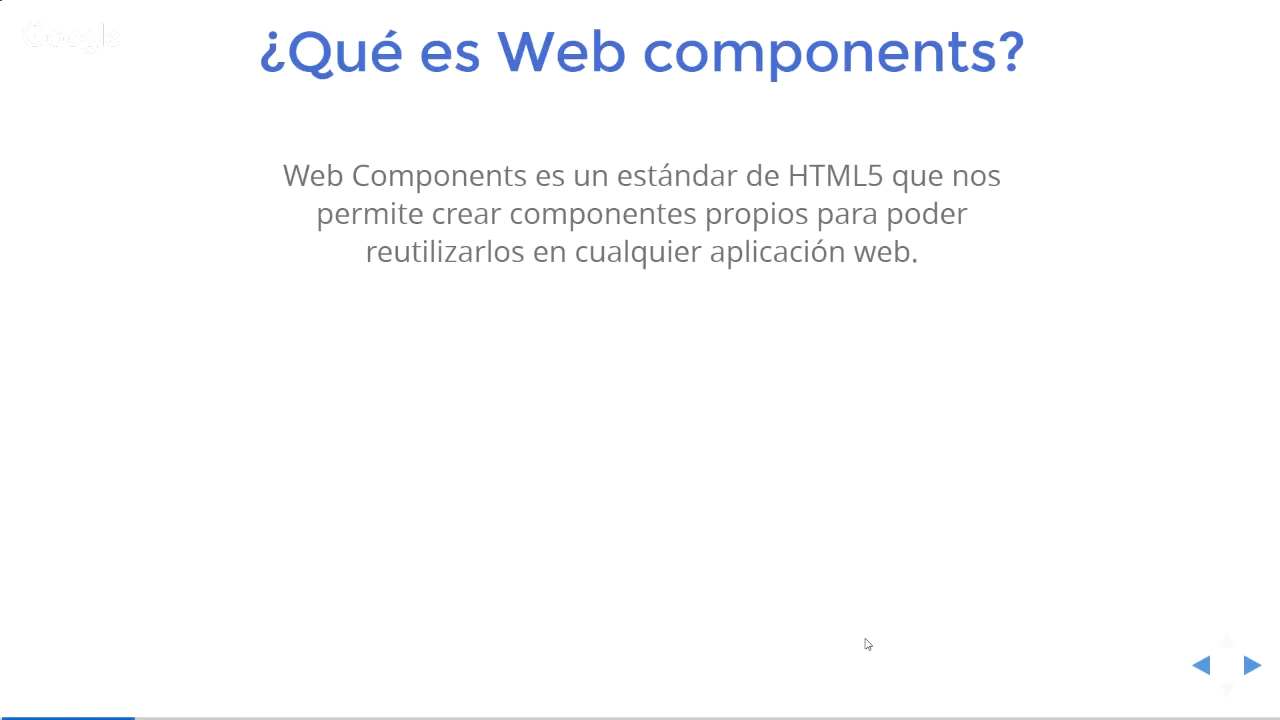 Google
¿Qué es Web components?
Web Components es un estándar de HTML5 que nos
permite crear componentes propios para poder
reutilizarlos en cualquier aplicación web.